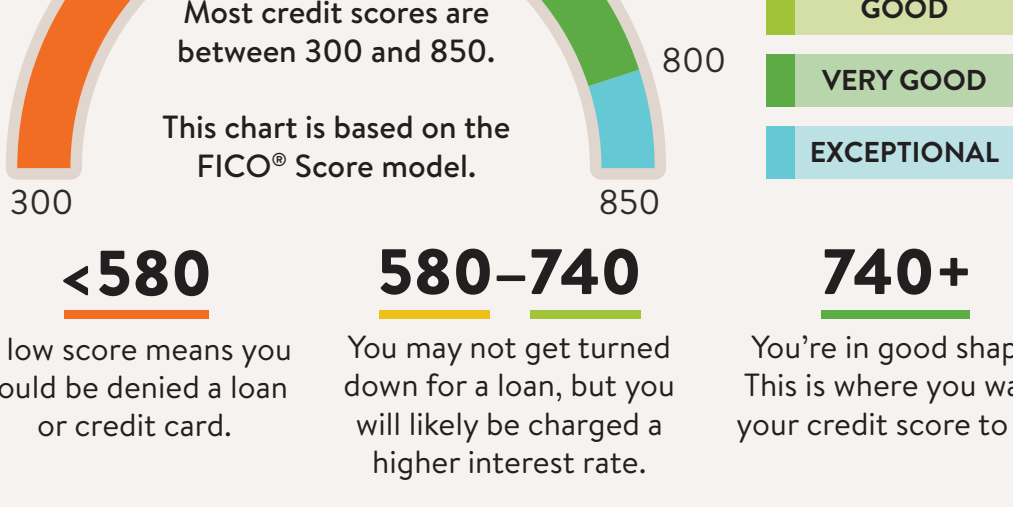 Most credit scores are
between 300 and 850.
This chart is based on the
FICO® Score model.
300
800
850
GOOD
VERY GOOD
EXCEPTIONAL
<580
low score means you
be denied a loan
or credit card.
580–740
You may not get turned
down for a loan, but you
will likely be charged a
higher interest rate.
740+
You're in good
This is where you
your credit score to